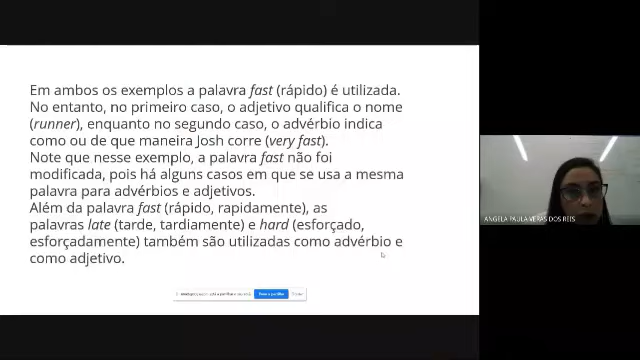 Em ambos os exemplos a palavra fast (rápido) é utilizada.
No entanto, no primeiro caso, o adjetivo qualifica o nome
(runner), enquanto no segundo caso, o advérbio indica
como ou de que maneira Josh corre (very fast).
Note que nesse exemplo, a palavra fast não foi
modificada, pois há alguns casos em que se usa a mesma
palavra para advérbios e adjetivos.
Além da palavra fast (rápido, rapidamente), as
palavras late (tarde, tardiamente) e hard (esforçado,
esforçadamente) também são utilizadas como advérbio e
como adjetivo.
ANGELA PAULA VERAS DOS REIS